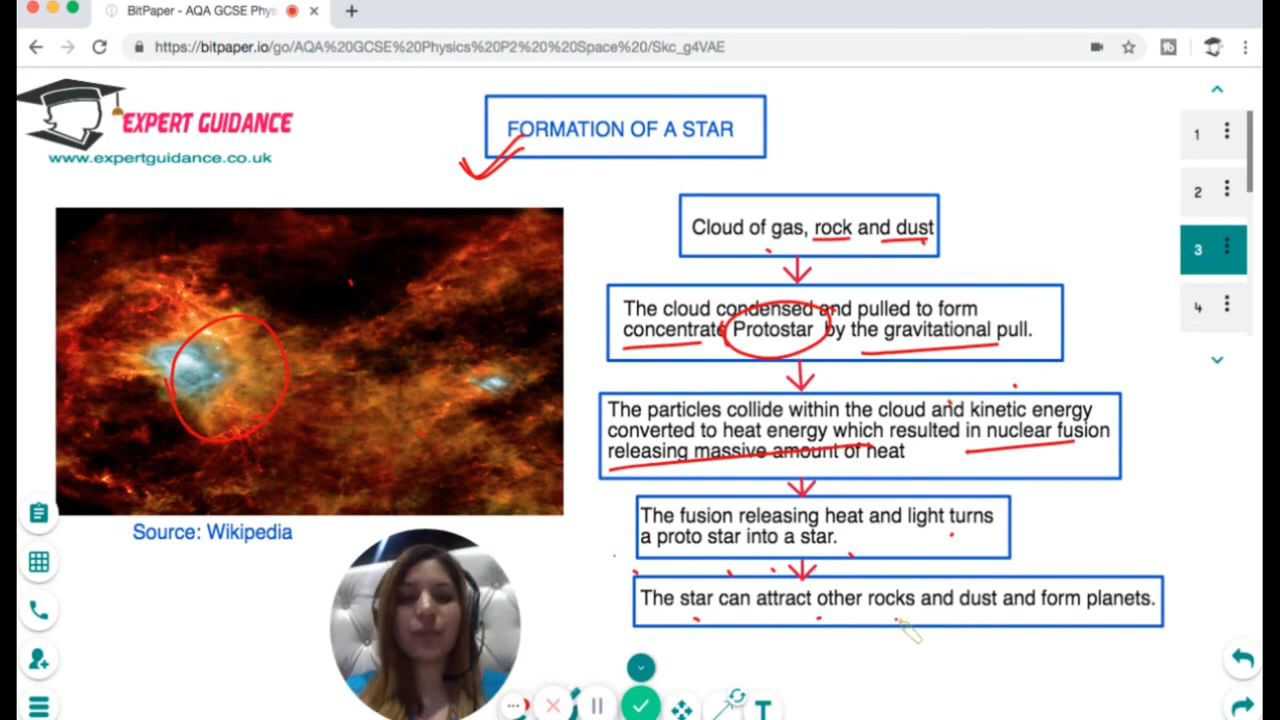 BitPaper - AQA GCSE Phys
https://bitpaper.io/go/AQA%20GCSE%20Physics%20P2%20%20Space%20/Skc_g4VAE
EXPERT GUIDANCE
www.expertguidance.co.uk
FORMATION OF A STAR
Cloud of gas, rock and dust
The cloud condensed and pulled to form
concentrate Protostar by the gravitational pull.
The particles collide within the cloud and kinetic energy
converted to heat energy which resulted in nuclear fusion
releasing massive amount of heat
The fusion releasing heat and light turns
a proto star into a star.
The star can attract other rocks and dust and form planets.
Source: Wikipedia
1
2
3
4
T